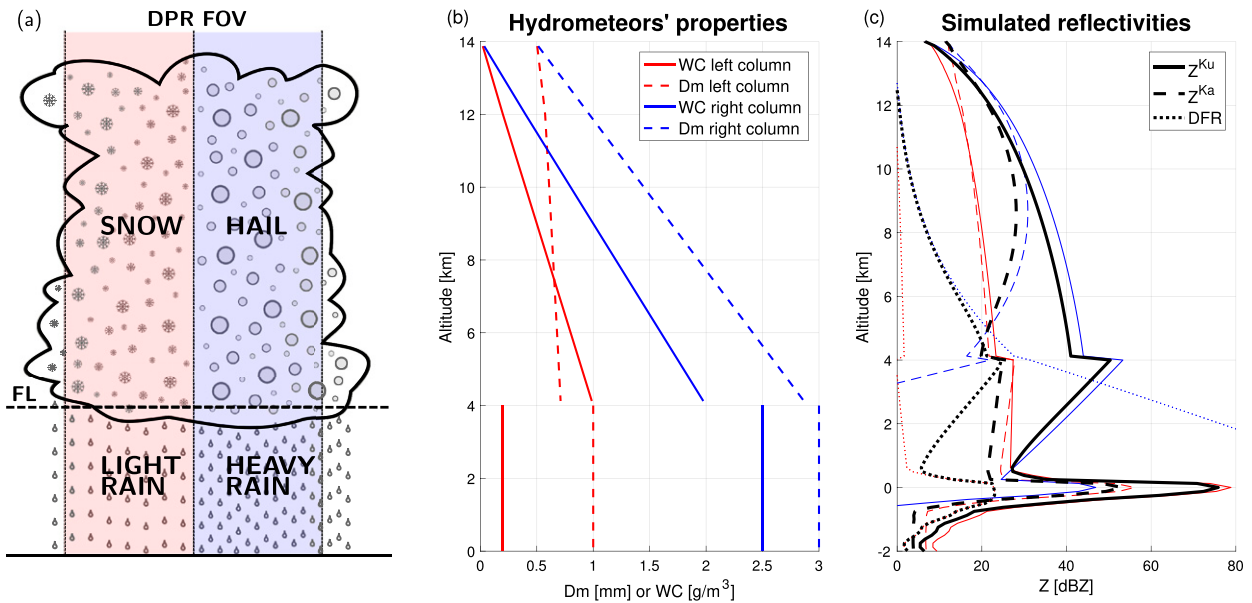 (a)
DPR FOV
SNOW
HAIL
FL
LIGHT
RAIN
HEAVY
RAIN
(b)
Hydrometeors' properties
14
12
10
8
6
4
2
0
Altitude [km]
0
0.5
1
1.5
2
2.5
3
Dm [mm] or WC [g/m³]
WC left column
Dm left column
WC right column
Dm right column
(c)
Simulated reflectivities
14
12
10
8
6
4
2
0
-2
Altitude [km]
0
20
40
60
80
Z [dBZ]
Z^Ku
Z^Ka
DFR